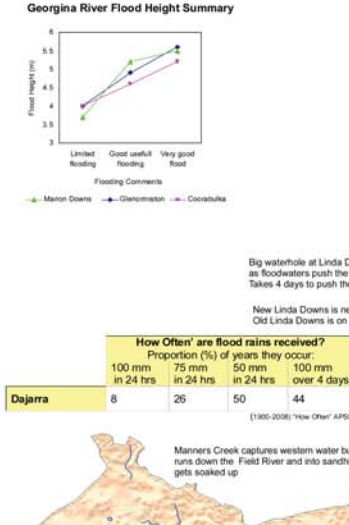 Georgina River Flood Height Summary
6
5.5
5
4.5
4
3.5
3
Flood Height (m)
Limited flooding
Good usefull flooding
Very good flood
Flooding Comments
Marion Downs
Glenormiston
Coorabulka
Big waterhole at Linda D
as floodwaters push the
Takes 4 days to push th
New Linda Downs is ne
Old Linda Downs is on
How Often' are flood rains received?
Proportion (%) of years they occur:
100 mm in 24 hrs
75 mm in 24 hrs
50 mm in 24 hrs
100 mm over 4 days
Dajarra 8 26 50 44
(1900-2008) "How Often" APS
Manners Creek captures western water bu
runs down the Field River and into sandh
gets soaked up